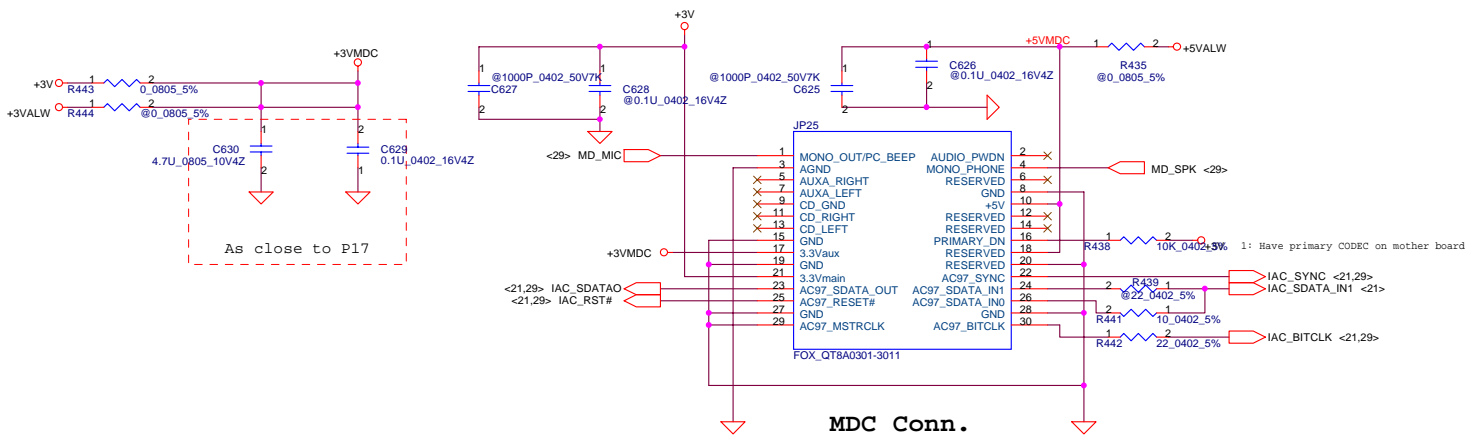 +3VMDC
+3V
1
R443
2
0_0805_5%
+3VALW
1
R444
2
@0_0805_5%
1
C630
4.7U_0805_10V4Z
2
2
C629
0.1U_0402_16V4Z
1
As close to P17
+3V
1
@1000P_0402_50V7K
C627
2
1
C628
@0.1U_0402_16V4Z
2
1
@1000P_0402_50V7K
C625
2
1
C626
@0.1U_0402_16V4Z
2
+5VMDC
1
2
+5VALW
R435
@0_0805_5%
JP25
<29> MD_MIC
1 MONO_OUT/PC_BEEP
AUDIO_PWDN 2
3 AGND
MONO_PHONE 4
MD_SPK <29>
5 AUXA_RIGHT
RESERVED 6
7 AUXA_LEFT
GND 8
9 CD_GND
+5V 10
11 CD_RIGHT
RESERVED 12
13 CD_LEFT
RESERVED 14
15 GND
PRIMARY_DN 16
R438
1
2
10K_0402_5%
+3V
1: Have primary CODEC on mother board
+3VMDC
17 3.3Vaux
RESERVED 18
19 GND
RESERVED 20
21 3.3Vmain
AC97_SYNC 22
IAC_SYNC <21,29>
<21,29> IAC_SDATAO
23 AC97_SDATA_OUT
AC97_SDATA_IN1 24
2
R439
1
@22_0402_5%
IAC_SDATA_IN1 <21>
<21,29> IAC_RST#
25 AC97_RESET#
AC97_SDATA_IN0 26
2
R441
1
10_0402_5%
27 GND
GND 28
29 AC97_MSTRCLK
AC97_BITCLK 30
1
R442
2
22_0402_5%
IAC_BITCLK <21,29>
FOX_QT8A0301-3011
MDC Conn.